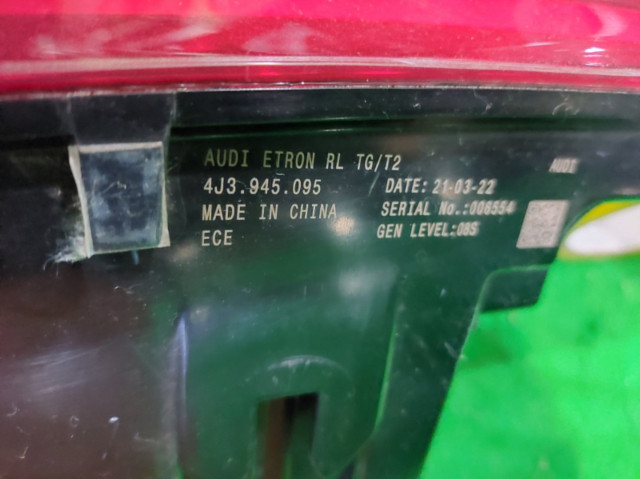 AUDI ETRON RL TG/T2
4J3.945.095
MADE IN CHINA
ECE
AUDI
DATE: 21-03-22
SERIAL No.:006554
GEN LEVEL:085